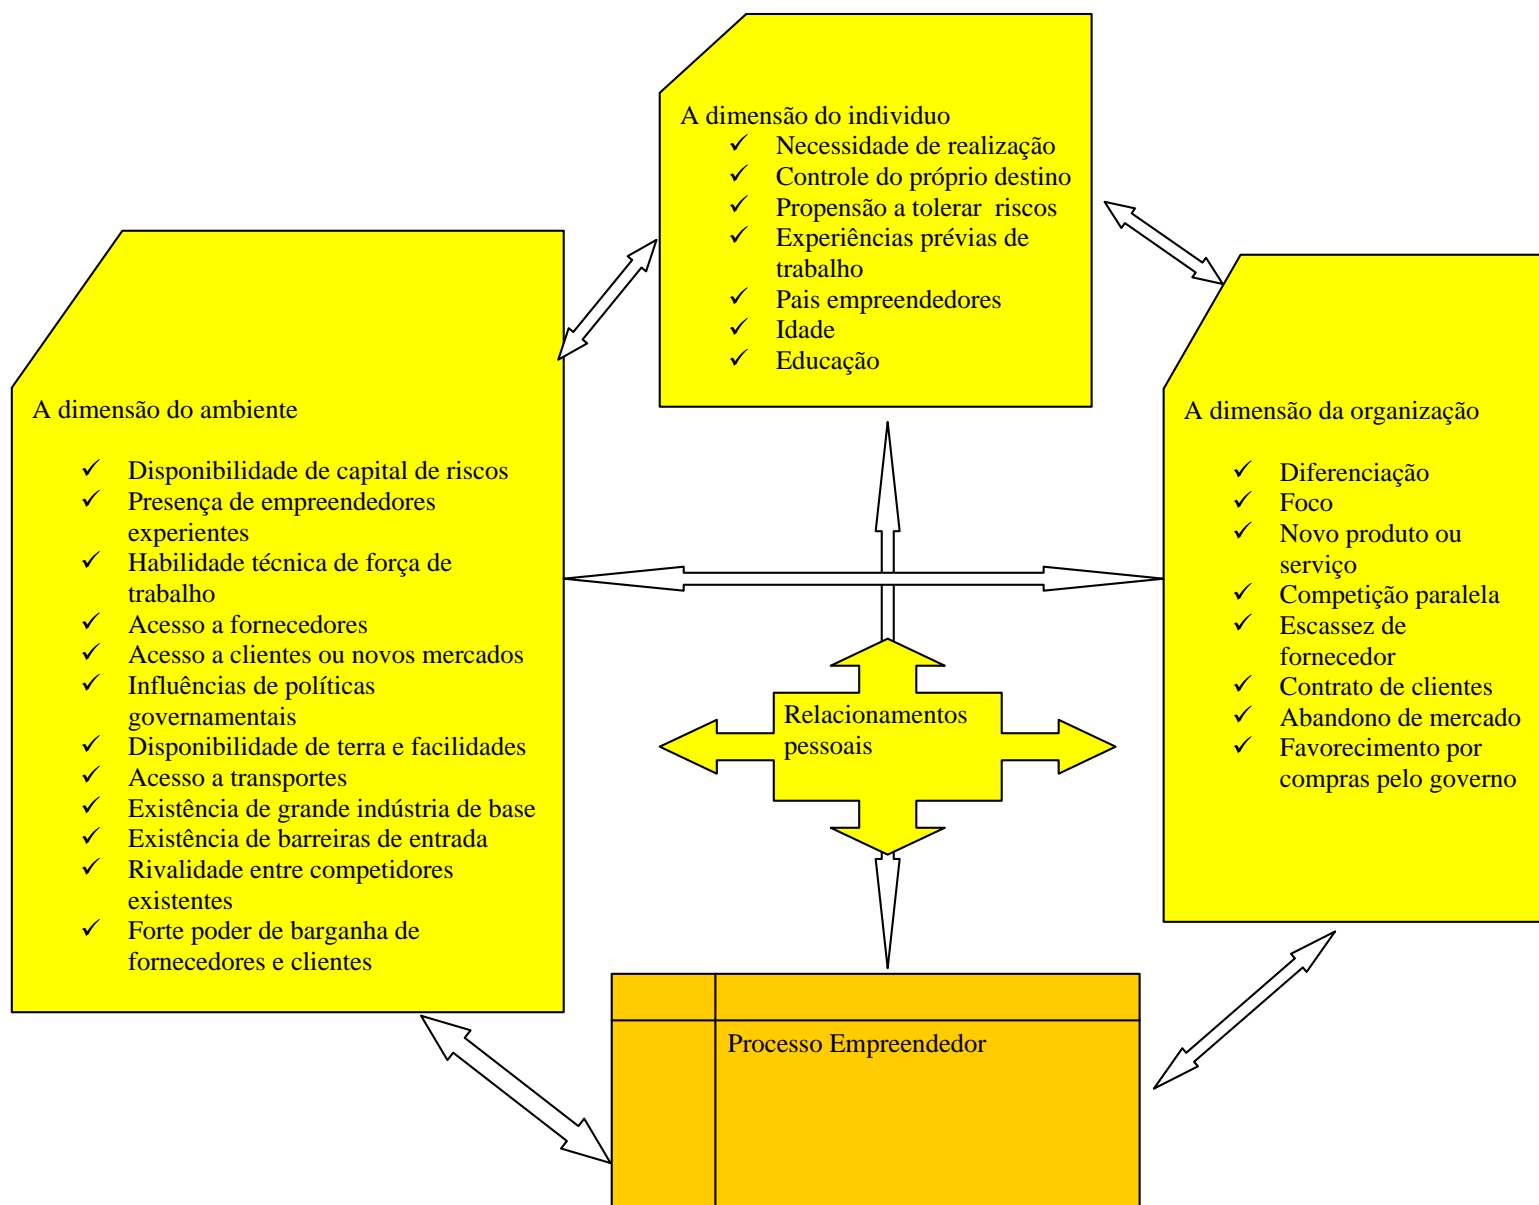 A dimensão do individuo
✓ Necessidade de realização
✓ Controle do próprio destino
✓ Propensão a tolerar  riscos
✓ Experiências prévias de
trabalho
✓ Pais empreendedores
✓ Idade
✓ Educação
A dimensão do ambiente
✓ Disponibilidade de capital de riscos
✓ Presença de empreendedores
experientes
✓ Habilidade técnica de força de
trabalho
✓ Acesso a fornecedores
✓ Acesso a clientes ou novos mercados
✓ Influências de políticas
governamentais
✓ Disponibilidade de terra e facilidades
✓ Acesso a transportes
✓ Existência de grande indústria de base
✓ Existência de barreiras de entrada
✓ Rivalidade entre competidores
existentes
✓ Forte poder de barganha de
fornecedores e clientes
A dimensão da organização
✓ Diferenciação
✓ Foco
✓ Novo produto ou
serviço
✓ Competição paralela
✓ Escassez de
fornecedor
✓ Contrato de clientes
✓ Abandono de mercado
✓ Favorecimento por
compras pelo governo
Relacionamentos
pessoais
Processo Empreendedor